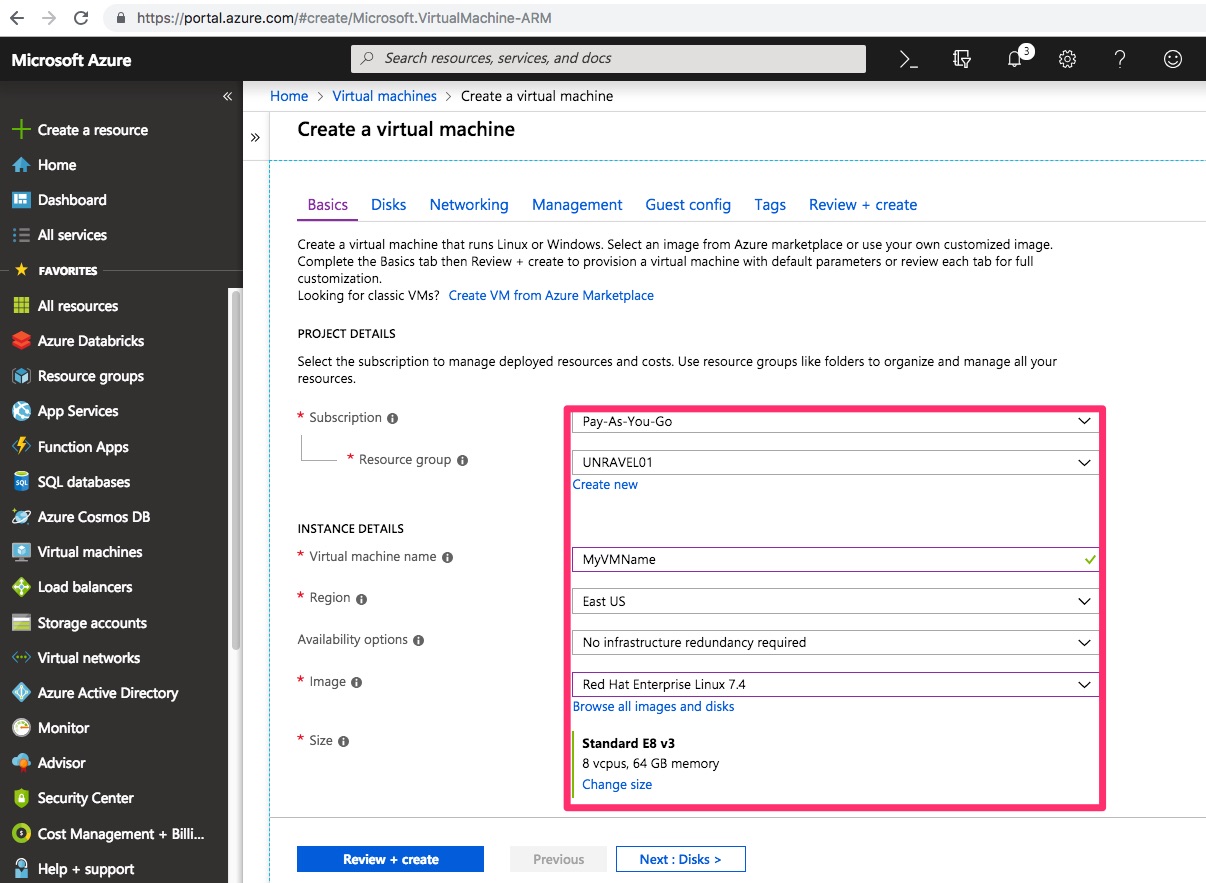 https://portal.azure.com/#create/Microsoft.VirtualMachine-ARM
Microsoft Azure
Search resources, services, and docs
3
Create a resource
Home
Dashboard
All services
FAVORITES
All resources
Azure Databricks
Resource groups
App Services
Function Apps
SQL databases
Azure Cosmos DB
Virtual machines
Load balancers
Storage accounts
Virtual networks
Azure Active Directory
Monitor
Advisor
Security Center
Cost Management + Billi...
Help + support
Home > Virtual machines > Create a virtual machine
Create a virtual machine
Basics Disks Networking Management Guest config Tags Review + create
Create a virtual machine that runs Linux or Windows. Select an image from Azure marketplace or use your own customized image.
Complete the Basics tab then Review + create to provision a virtual machine with default parameters or review each tab for full
customization.
Looking for classic VMs? Create VM from Azure Marketplace
PROJECT DETAILS
Select the subscription to manage deployed resources and costs. Use resource groups like folders to organize and manage all your
resources.
* Subscription Pay-As-You-Go
* Resource group UNRAVEL01
Create new
INSTANCE DETAILS
* Virtual machine name MyVMName
* Region East US
Availability options No infrastructure redundancy required
* Image Red Hat Enterprise Linux 7.4
Browse all images and disks
* Size Standard E8 v3
8 vcpus, 64 GB memory
Change size
Review + create Previous Next : Disks >